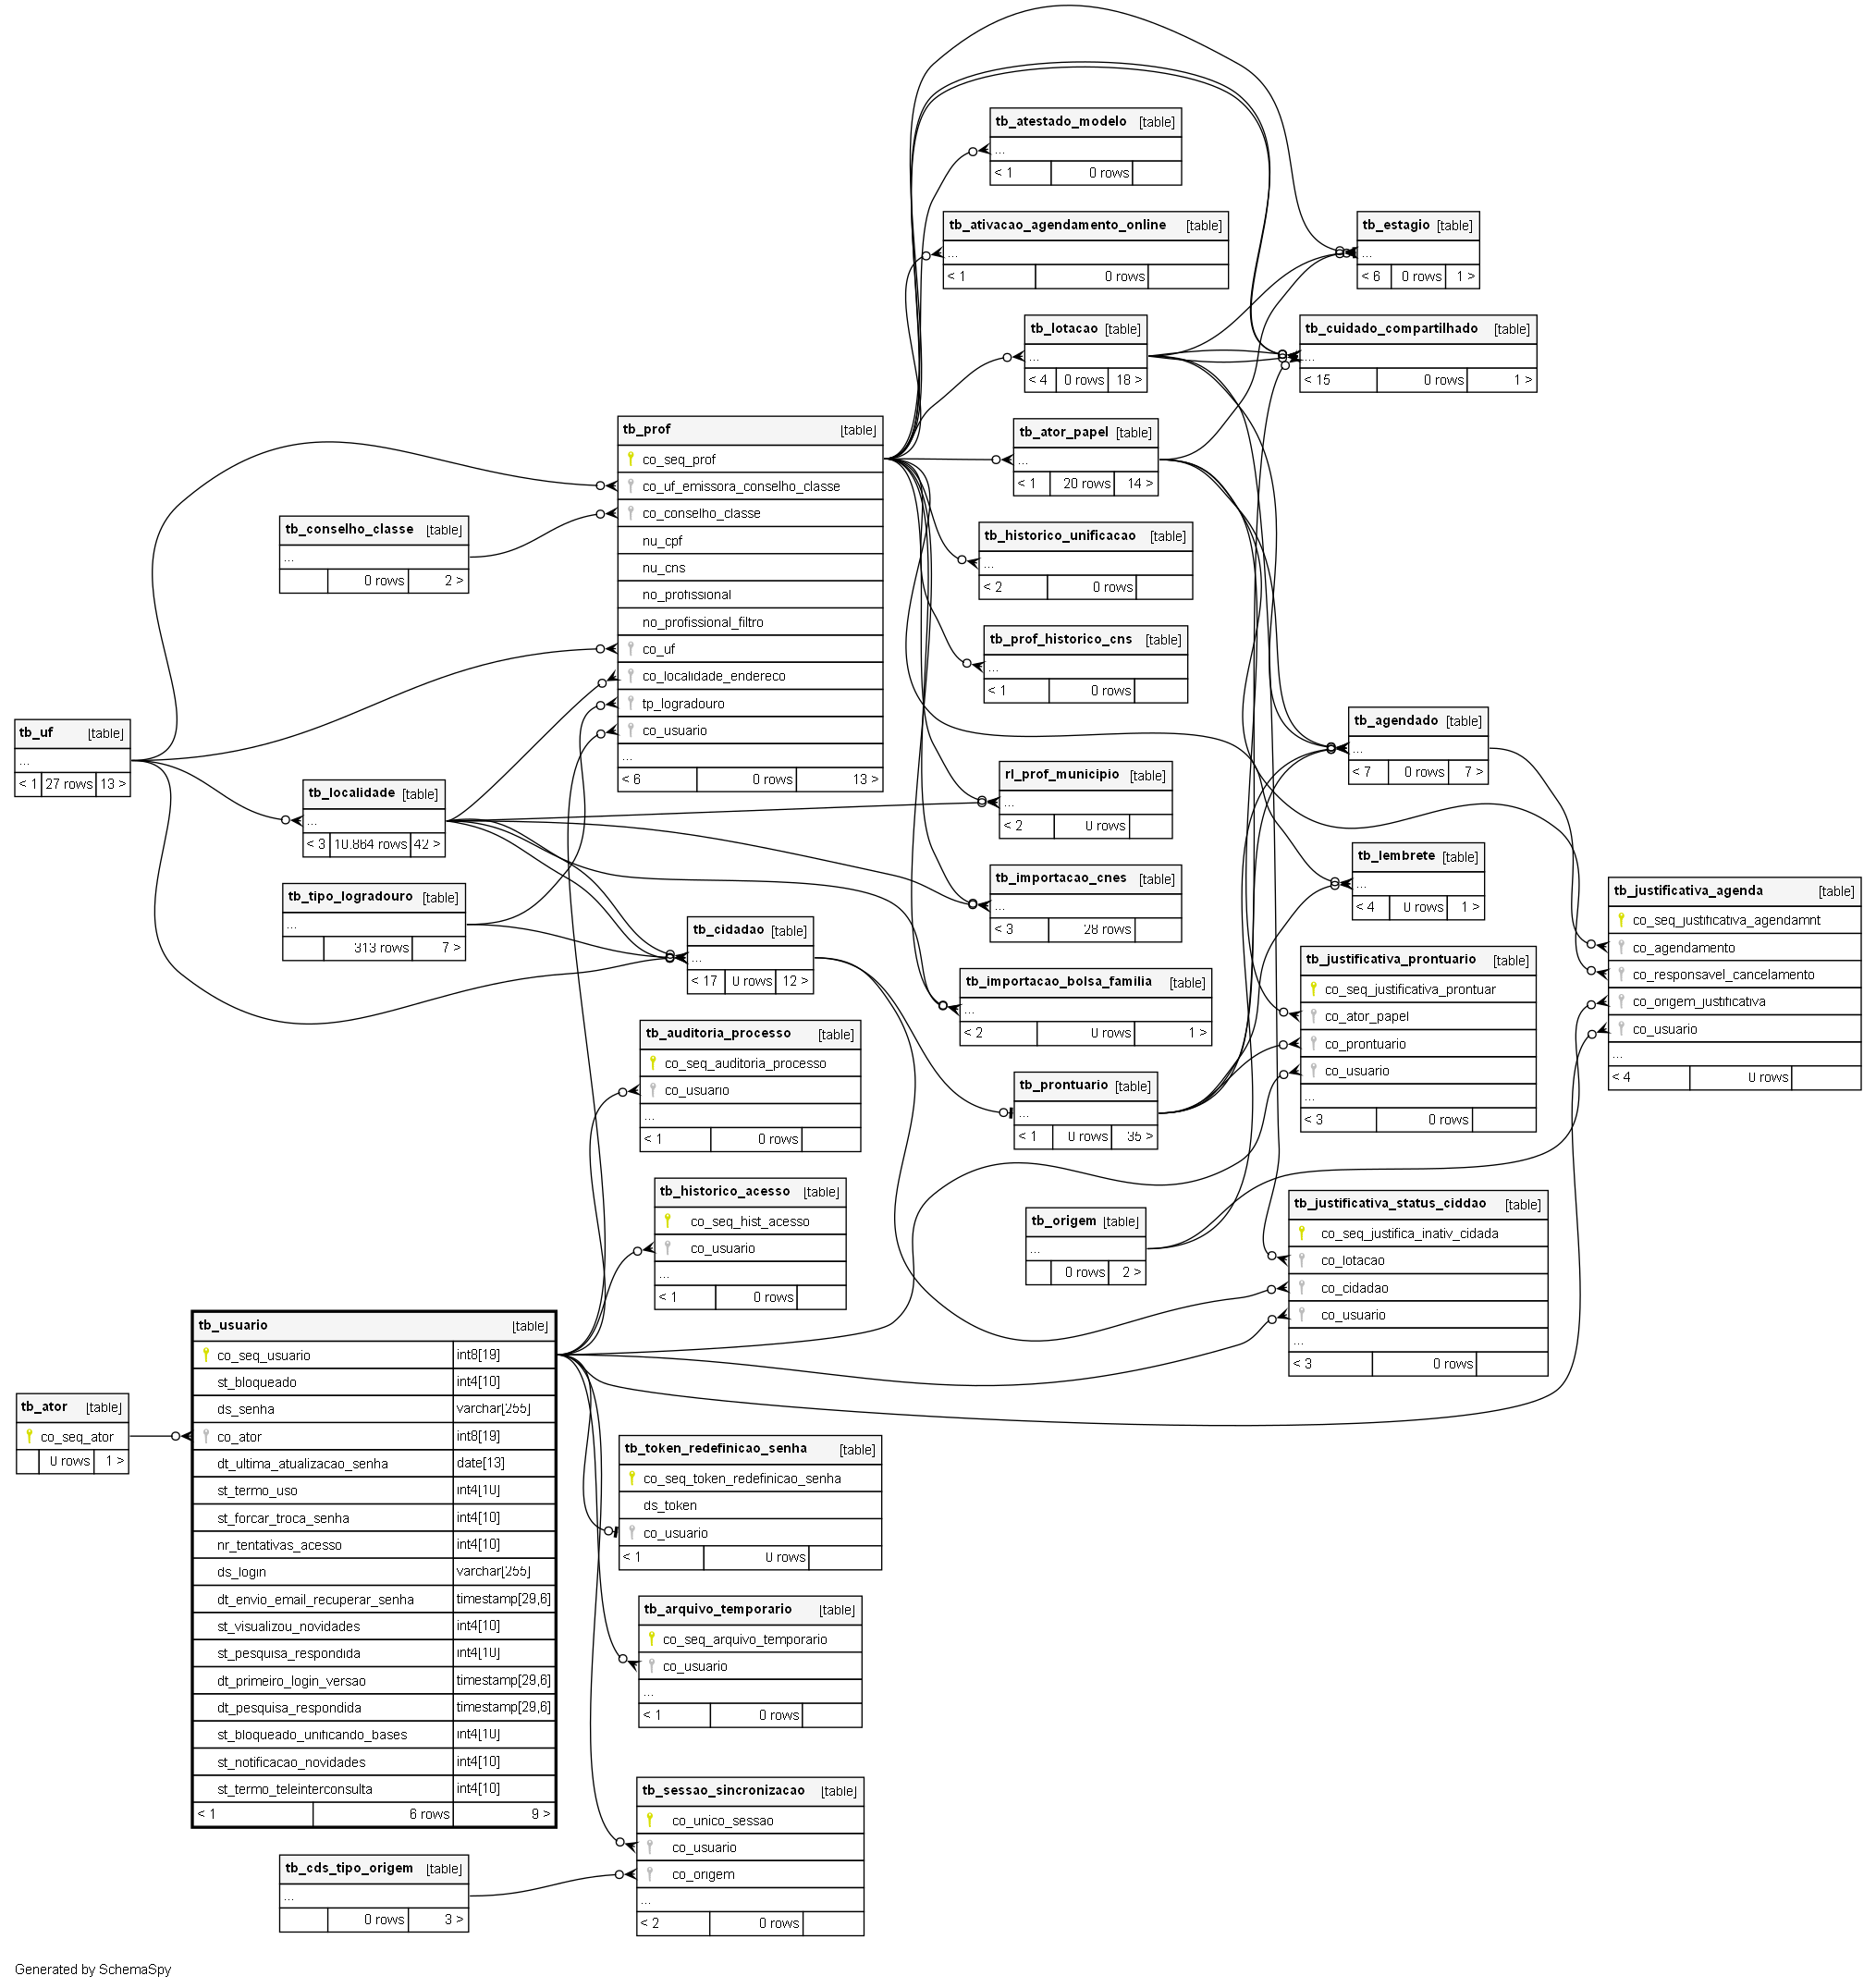 tb_atestado_modelo [table]
...
< 1 0 rows
tb_ativacao_agendamento_online [table]
...
< 1 0 rows
tb_estagio [table]
...
< 6 0 rows 1 >
tb_lotacao [table]
...
< 4 0 rows 18 >
tb_cuidado_compartilhado [table]
...
< 15 0 rows 1 >
tb_prof [table]
co_seq_prof
co_uf_emissora_conselho_classe
co_conselho_classe
nu_cpf
nu_cns
no_profissional
no_profissional_filtro
co_uf
co_localidade_endereco
tp_logradouro
co_usuario
...
< 6 0 rows 13 >
tb_ator_papel [table]
...
< 1 20 rows 14 >
tb_conselho_classe [table]
...
0 rows 2 >
tb_historico_unificacao [table]
...
< 2 0 rows
tb_prof_historico_cns [table]
...
< 1 0 rows
tb_uf [table]
...
< 1 27 rows 13 >
tb_agendado [table]
...
< 7 0 rows 7 >
rl_prof_municipio [table]
...
< 2 0 rows
tb_localidade [table]
...
< 3 10.864 rows 42 >
tb_lembrete [table]
...
< 4 0 rows 1 >
tb_importacao_cnes [table]
...
< 3 28 rows
tb_tipo_logradouro [table]
...
313 rows 7 >
tb_justificativa_agenda [table]
co_seq_justificativa_agendamnt
co_agendamento
co_responsavel_cancelamento
co_origem_justificativa
co_usuario
...
< 4 0 rows
tb_cidadao [table]
...
< 17 0 rows 12 >
tb_justificativa_prontuario [table]
co_seq_justificativa_prontuar
co_ator_papel
co_prontuario
co_usuario
...
< 3 0 rows
tb_importacao_bolsa_familia [table]
...
< 2 0 rows 1 >
tb_auditoria_processo [table]
co_seq_auditoria_processo
co_usuario
...
< 1 0 rows
tb_prontuario [table]
...
< 1 0 rows 35 >
tb_historico_acesso [table]
co_seq_hist_acesso
co_usuario
...
< 1 0 rows
tb_origem [table]
...
0 rows 2 >
tb_justificativa_status_ciddao [table]
co_seq_justifica_inativ_cidada
co_lotacao
co_cidadao
co_usuario
...
< 3 0 rows
tb_usuario [table]
co_seq_usuario int8[19]
st_bloqueado int4[10]
ds_senha varchar[255]
co_ator int8[19]
dt_ultima_atualizacao_senha date[13]
st_termo_uso int4[10]
st_forcar_troca_senha int4[10]
nr_tentativas_acesso int4[10]
ds_login varchar[255]
dt_envio_email_recuperar_senha timestamp[29,6]
st_visualizou_novidades int4[10]
st_pesquisa_respondida int4[10]
dt_primeiro_login_versao timestamp[29,6]
dt_pesquisa_respondida timestamp[29,6]
st_bloqueado_unificando_bases int4[10]
st_notificacao_novidades int4[10]
st_termo_teleinterconsulta int4[10]
< 1 6 rows 9 >
tb_ator [table]
co_seq_ator
0 rows 1 >
tb_token_redefinicao_senha [table]
co_seq_token_redefinicao_senha
ds_token
co_usuario
< 1 0 rows
tb_arquivo_temporario [table]
co_seq_arquivo_temporario
co_usuario
...
< 1 0 rows
tb_sessao_sincronizacao [table]
co_unico_sessao
co_usuario
co_origem
...
< 2 0 rows
tb_cds_tipo_origem [table]
...
0 rows 3 >
Generated by SchemaSpy